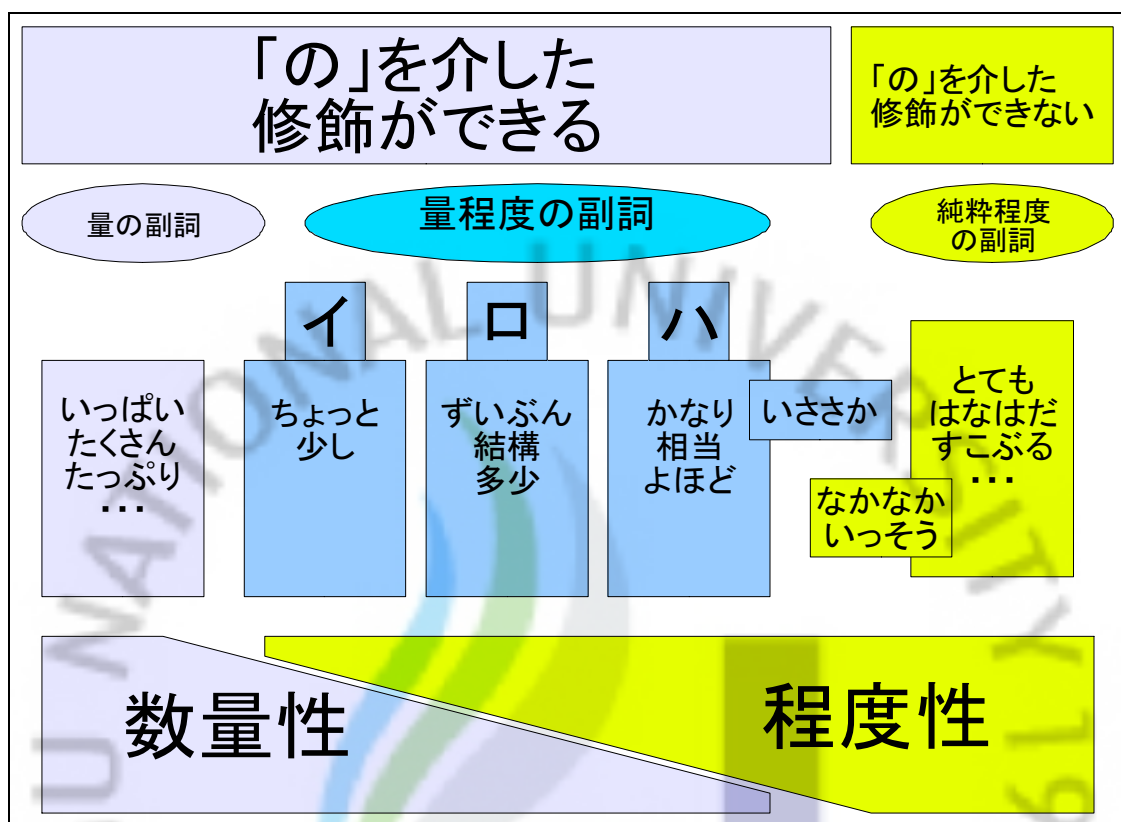 「の」を介した
修飾ができる
「の」を介した
修飾ができない
量の副詞
量程度の副詞
純粋程度
の副詞
イ
ロ
ハ
いっぱい
たくさん
たっぷり
・・・
ちょっと
少し
ずいぶん
結構
多少
かなり
相当
よほど
いささか
なかなか
いっそう
とても
はなはだ
すこぶる
・・・
数量性
程度性
U NATIONAL UNIVERSITY 19